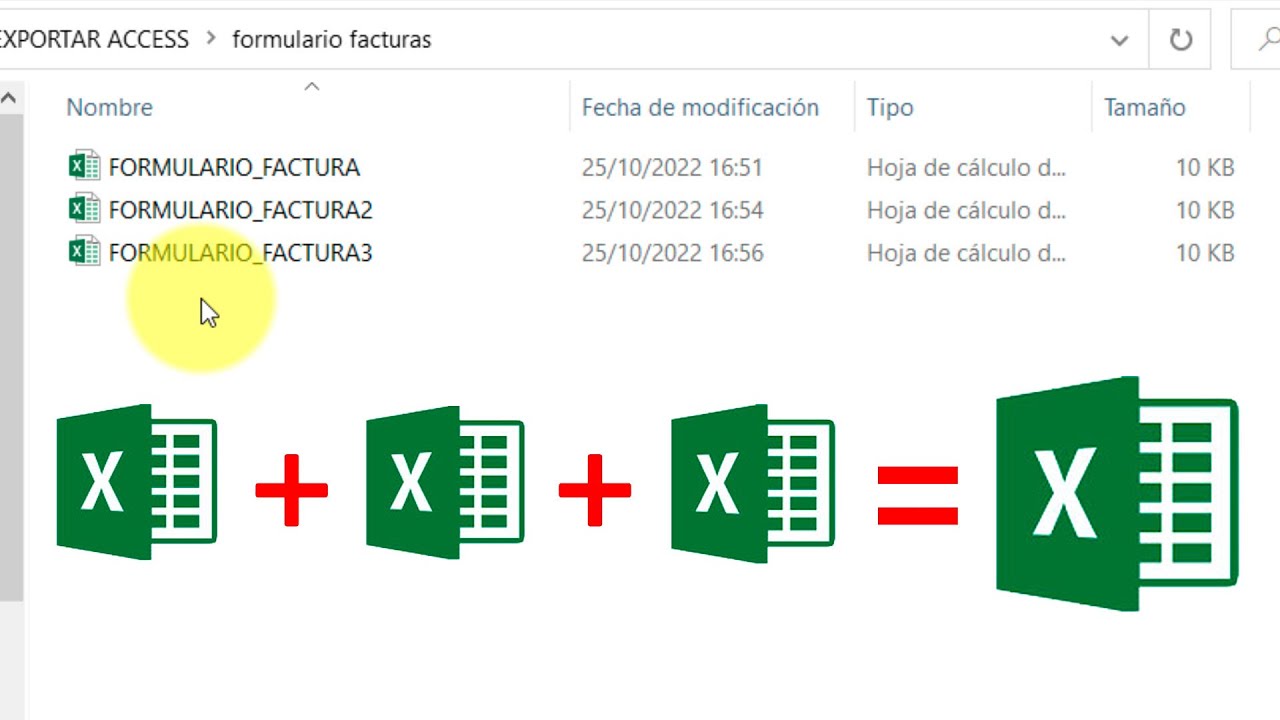 EXPORTAR ACCESS > formulario facturas
Nombre Fecha de modificación Tipo Tamaño
FORMULARIO_FACTURA 25/10/2022 16:51 Hoja de cálculo d... 10 KB
FORMULARIO_FACTURA2 25/10/2022 16:54 Hoja de cálculo d... 10 KB
FORMULARIO_FACTURA3 25/10/2022 16:56 Hoja de cálculo d... 10 KB
X + X + X = X